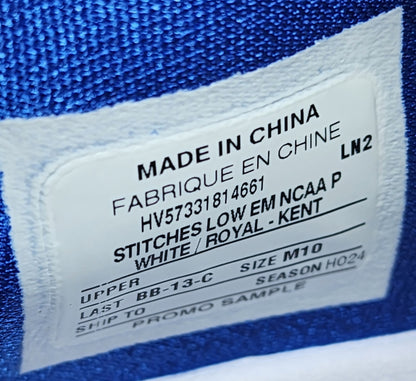 MADE IN CHINA
FABRIQUE EN CHINE
HV57331814661 LN2
STITCHES LOW EM NCAA P
WHITE / ROYAL - KENT
UPPER
LAST BB-13-C SIZE M10
SHIP TO SEASON HO24
PROMO SAMPLE